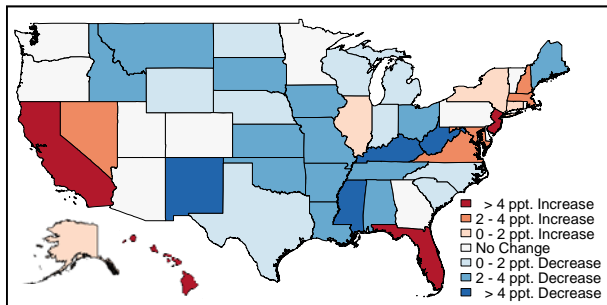 > 4 ppt. Increase
2 - 4 ppt. Increase
0 - 2 ppt. Increase
No Change
0 - 2 ppt. Decrease
2 - 4 ppt. Decrease
> 4 ppt. Decrease